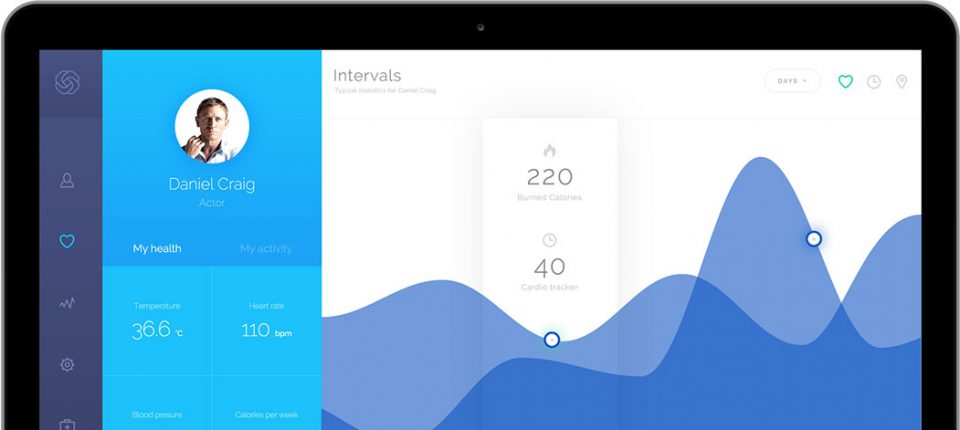 Intervals
Typical statistics for Daniel Craig
DAYS
Daniel Craig
Actor
My health
My activity
Temperature
36.6 °C
Heart rate
110 bpm
Blood presure
Calories per week
220
Burned Calories
40
Cardio tracker